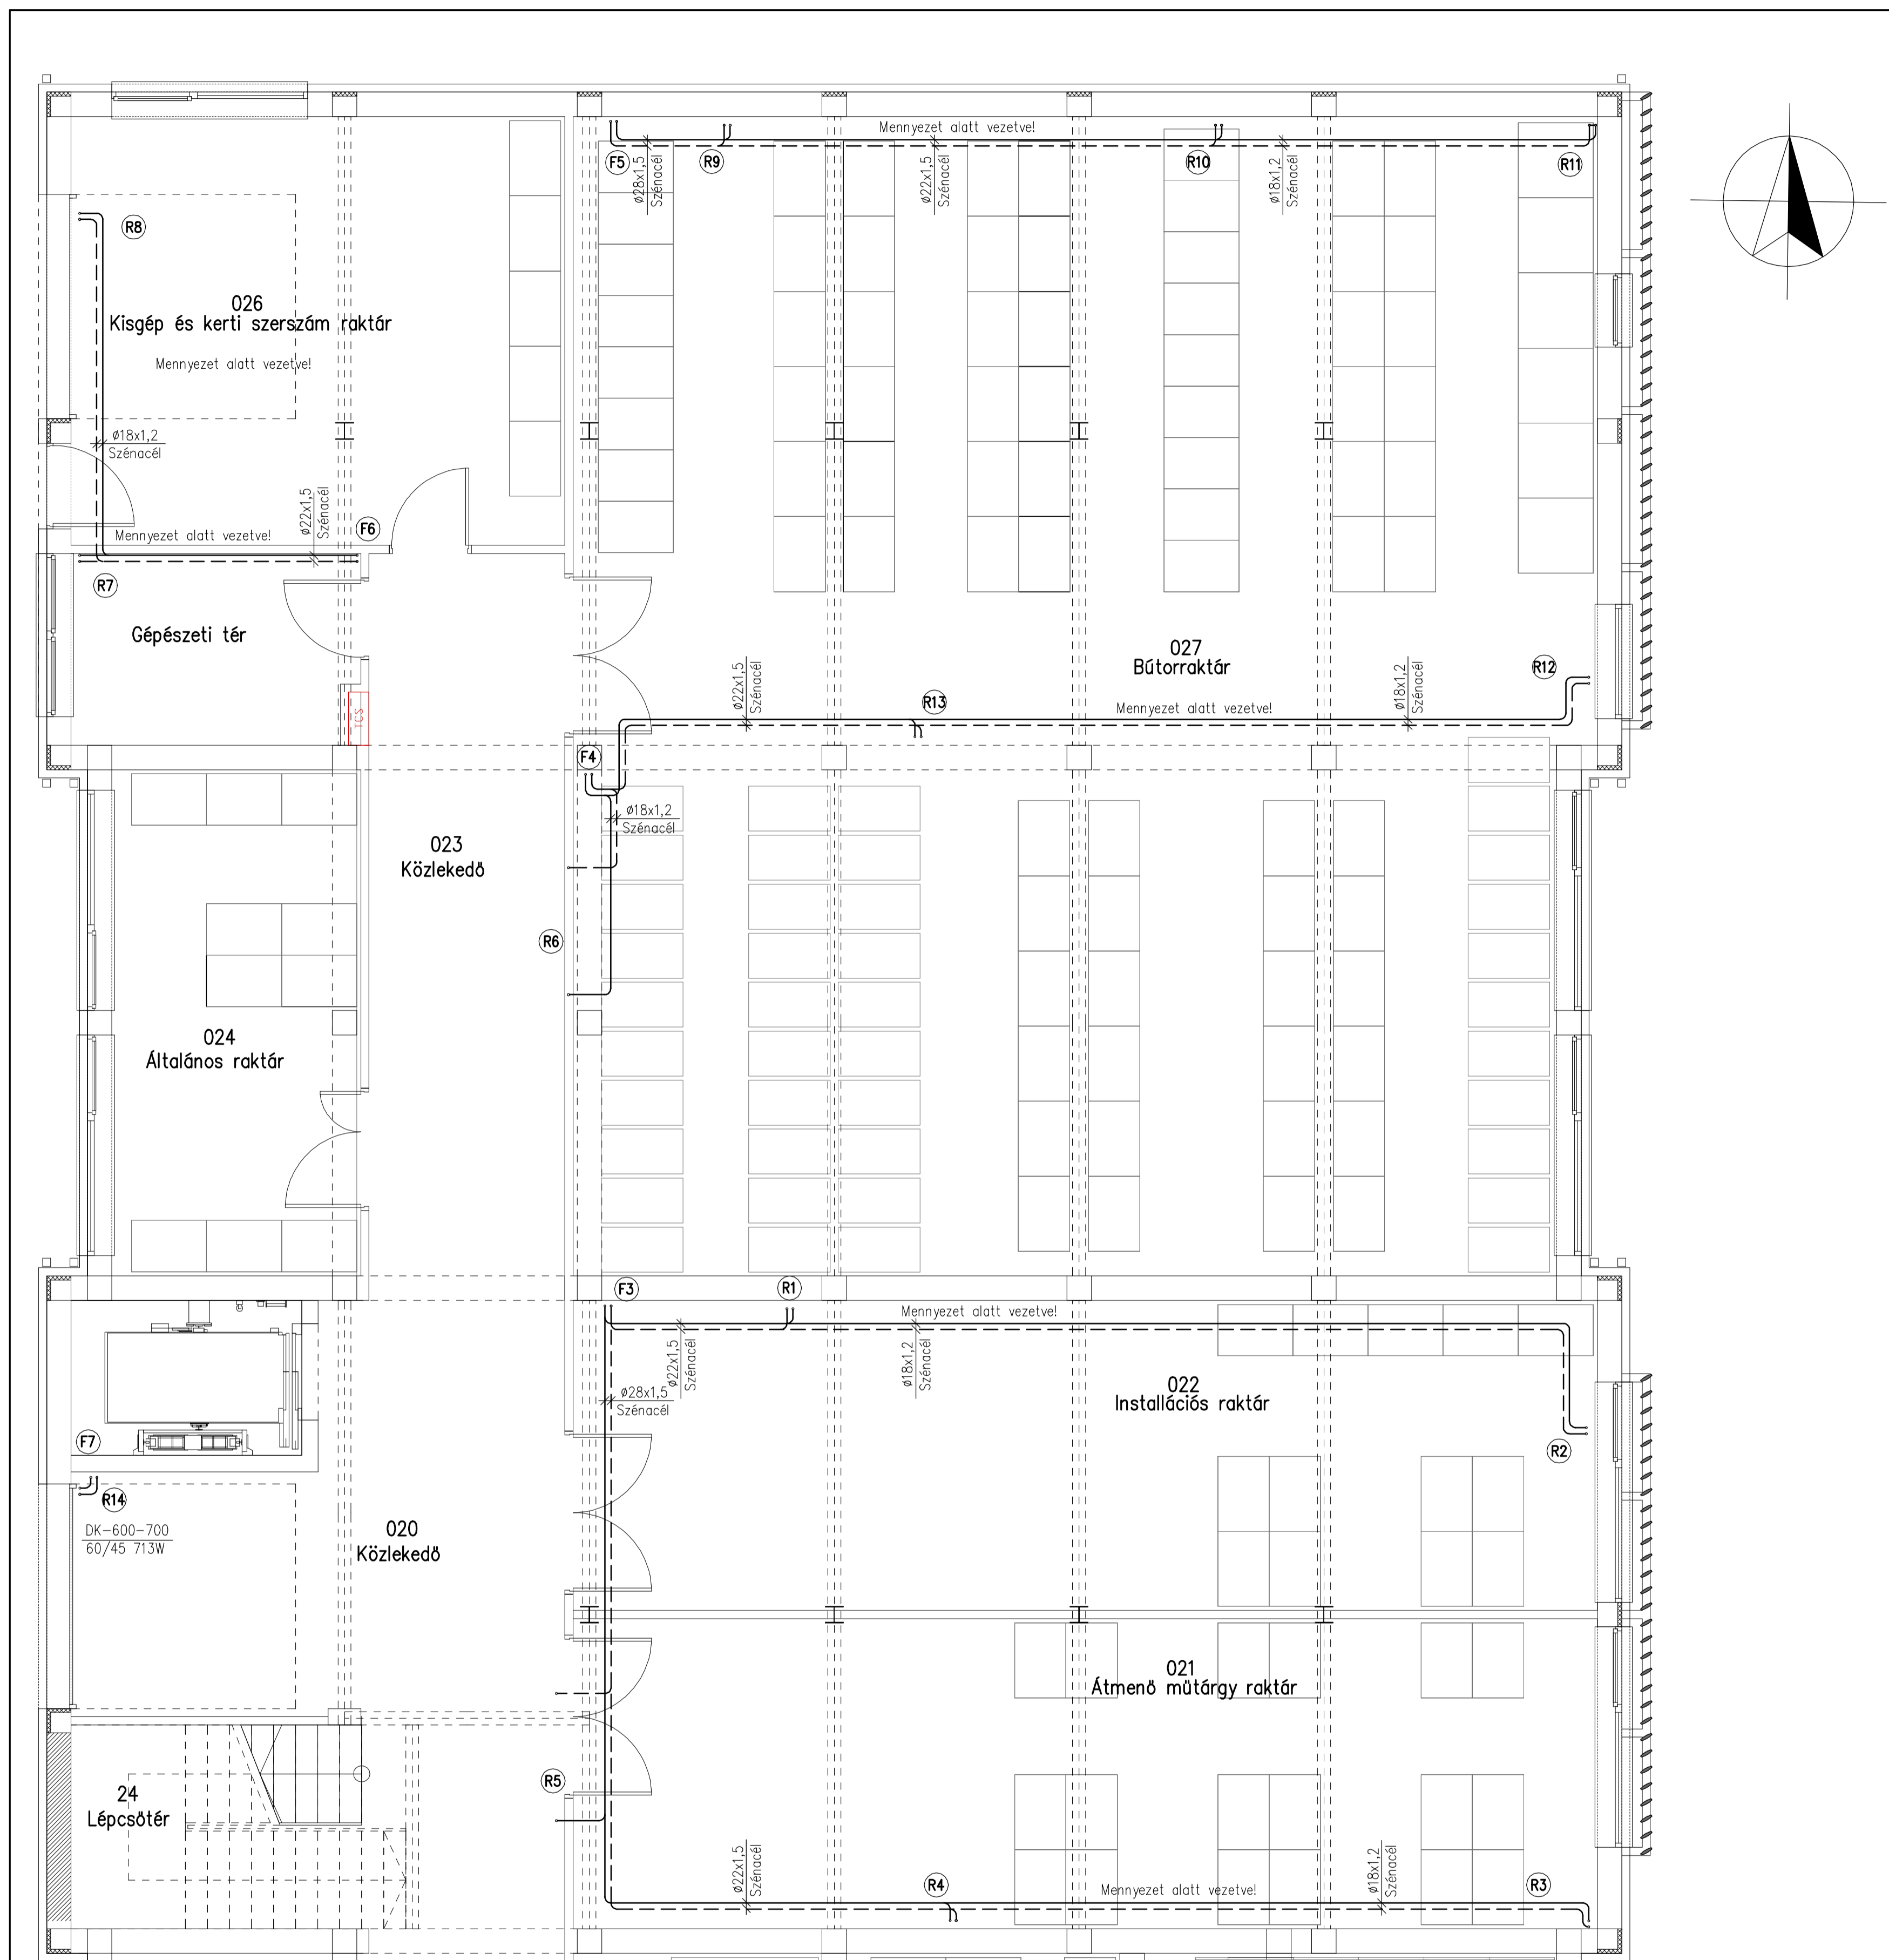 Mennyezet alatt vezetve!
F5
R9
R10
R11
Ø28x1,5
Szénacél
Ø22x1,5
Szénacél
Ø18x1,2
Szénacél
R8
026
Kisgép és kerti szerszám raktár
Mennyezet alatt vezetve!
Ø18x1,2
Szénacél
Ø22x1,5
Szénacél
F6
Mennyezet alatt vezetve!
R7
Gépészeti tér
027
Bútorraktár
R12
Ø22x1,5
Szénacél
Ø18x1,2
Szénacél
R13
Mennyezet alatt vezetve!
TCS
F4
Ø18x1,2
Szénacél
023
Közlekedő
R6
024
Általános raktár
F3
R1
Mennyezet alatt vezetve!
Ø22x1,5
Szénacél
Ø18x1,2
Szénacél
Ø28x1,5
Szénacél
022
Installációs raktár
F7
R2
R14
DK-600-700
60/45 713W
020
Közlekedő
021
Átmenő műtárgy raktár
R5
24
Lépcsőtér
Ø22x1,5
Szénacél
R4
Mennyezet alatt vezetve!
Ø18x1,2
Szénacél
R3